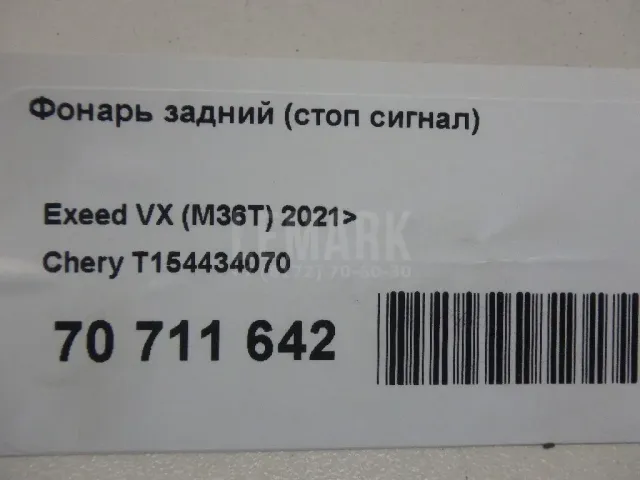 Фонарь задний (стоп сигнал)
Exeed VX (M36T) 2021>
Chery T154434070
70 711 642